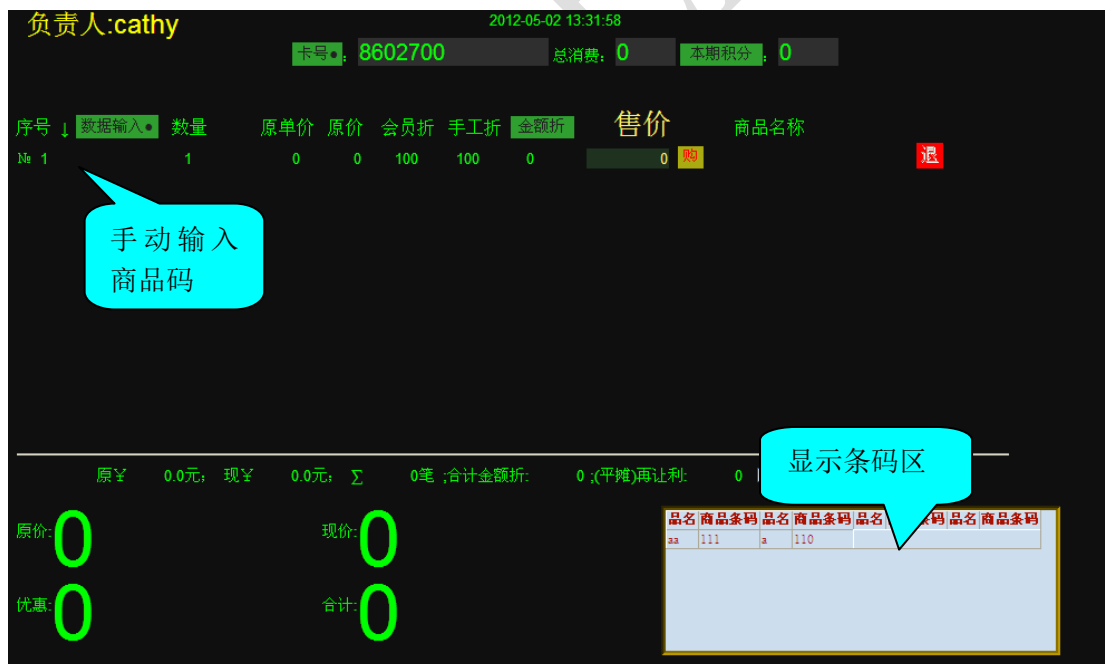 负责人:cathy
2012-05-02 13:31:58
卡号●: 8602700 总消费: 0 本期积分: 0
序号 ↓ 数据输入● 数量 原单价 原价 会员折 手工折 金额折 售价 商品名称
№ 1 1 0 0 100 100 0 0 购 退
手动输入
商品码
显示条码区
原￥ 0.0元; 现￥ 0.0元; ∑ 0笔 ;合计金额折: 0 ;(平摊)再让利: 0
原价:0 现价:0
优惠:0 合计:0
品名 商品条码 品名 商品条码 品名 码 品名 商品条码
aa 111 a 110